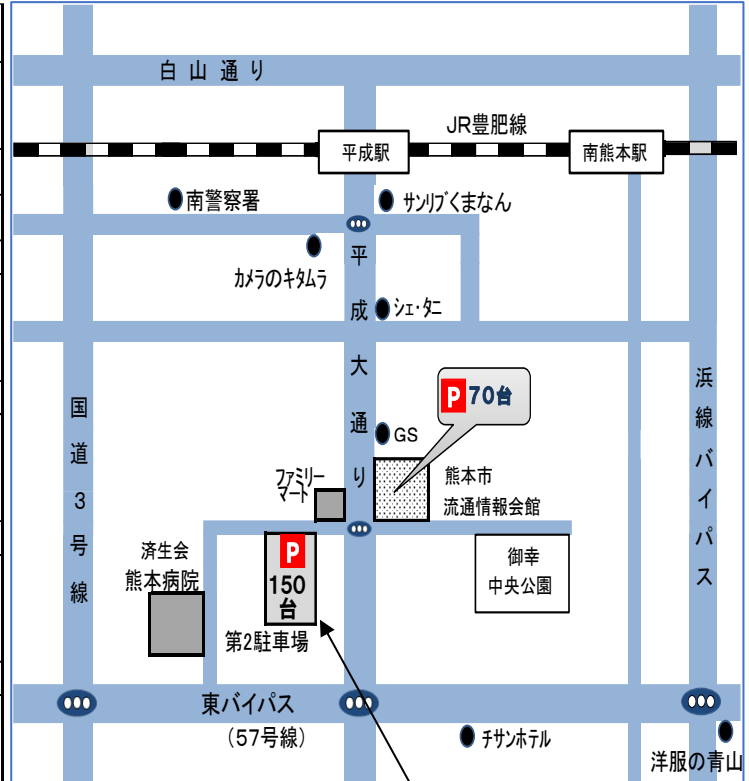 白山通り
JR豊肥線
平成駅
南熊本駅
南警察署
サンリブくまなん
カメラのキタムラ
平成大通り
シェ・タニ
P 70台
浜線バイパス
国道3号線
GS
ファミリー
マート
熊本市
流通情報会館
済生会
熊本病院
P
150
台
御幸
中央公園
第2駐車場
東バイパス
(57号線)
チサンホテル
洋服の青山